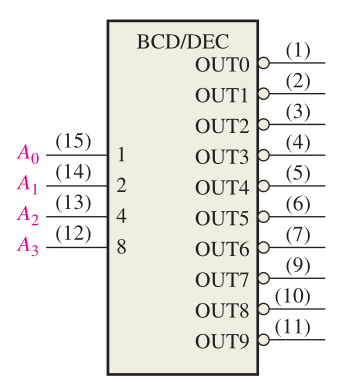 BCD/DEC
OUT0 (1)
OUT1 (2)
OUT2 (3)
A0 (15) 1 OUT3 (4)
A1 (14) 2 OUT4 (5)
A2 (13) 4 OUT5 (6)
A3 (12) 8 OUT6 (7)
OUT7 (9)
OUT8 (10)
OUT9 (11)